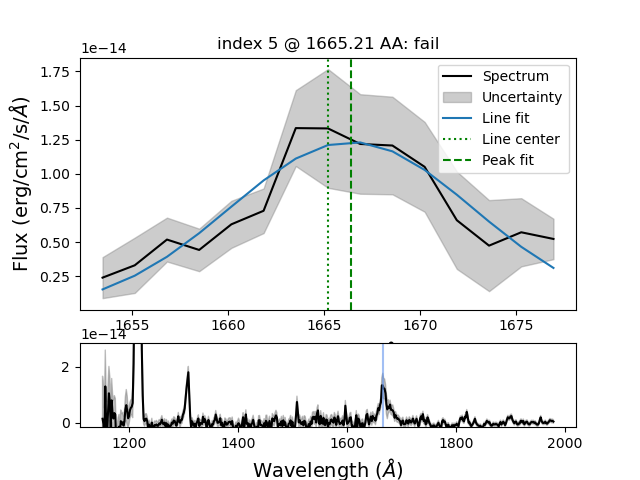 index 5 @ 1665.21 AA: fail
1e−14
1.75
1.50
1.25
1.00
0.75
0.50
0.25
Flux (erg/cm²/s/Å)
Spectrum
Uncertainty
Line fit
Line center
Peak fit
1655 1660 1665 1670 1675
1e−14
2
0
1200 1400 1600 1800 2000
Wavelength (Å)